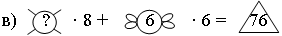 в) ? · 8 + 6 · 6 = 76